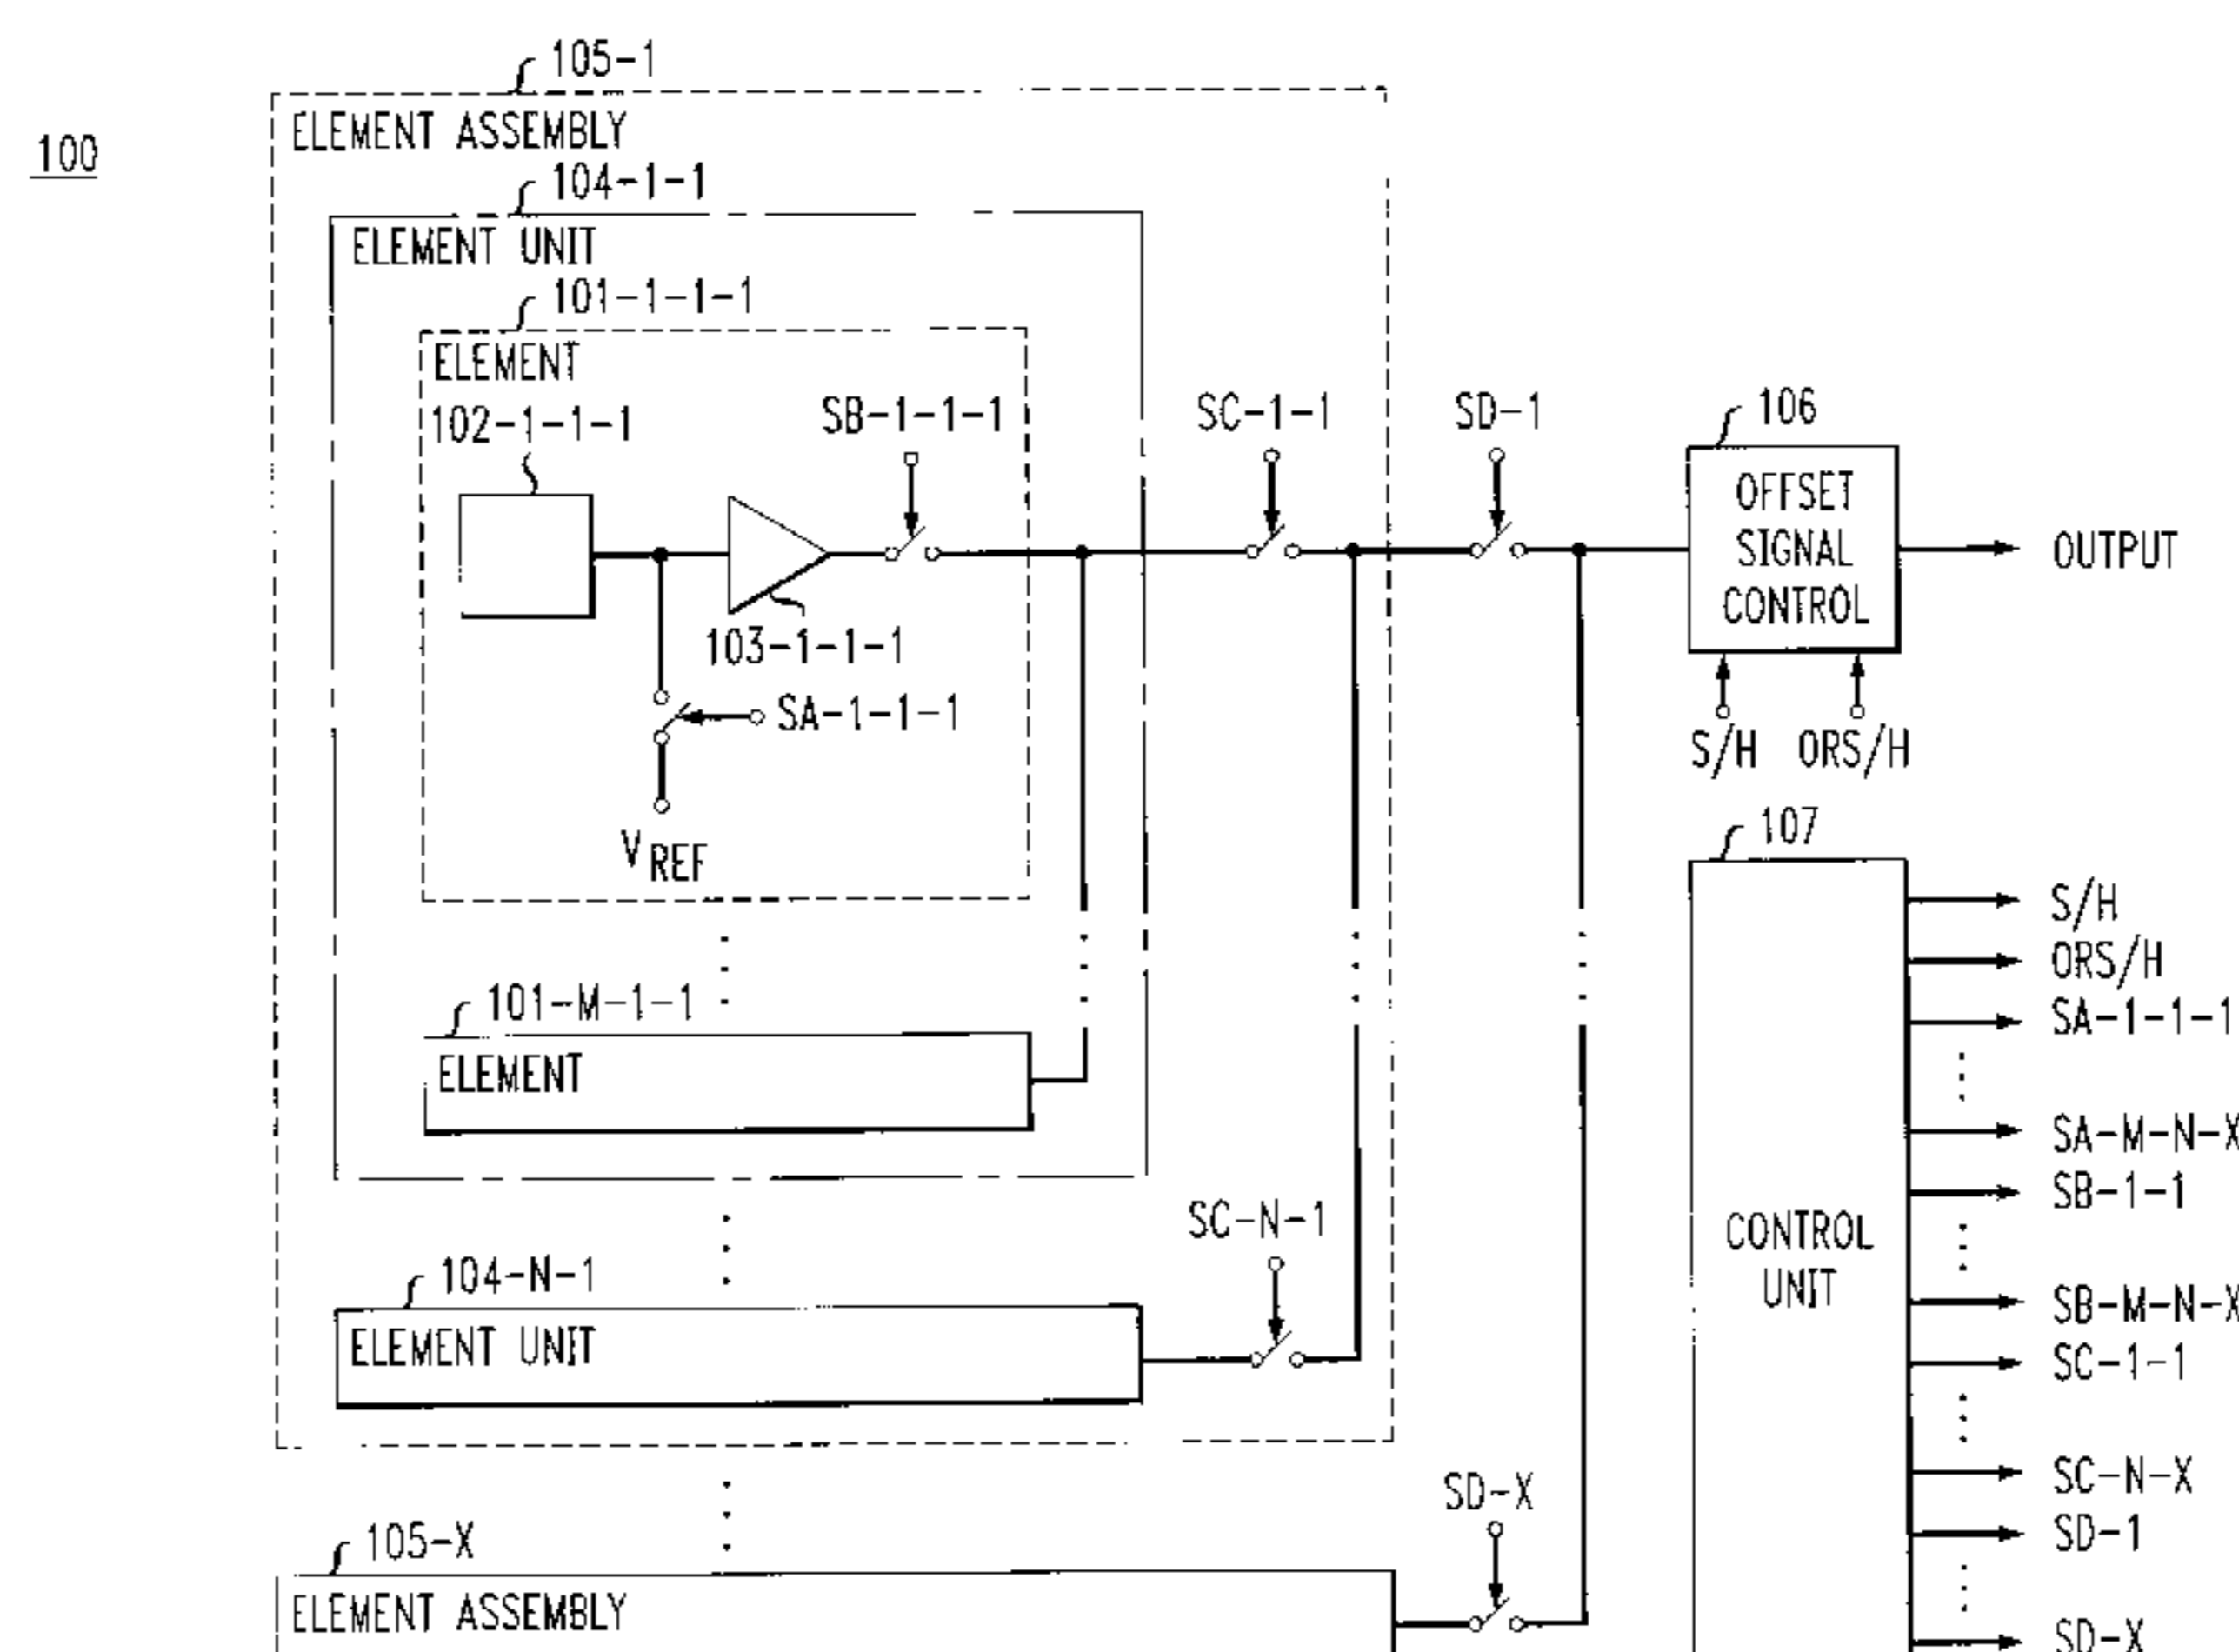 100
105-1
ELEMENT ASSEMBLY
104-1-1
ELEMENT UNIT
101-1-1-1
ELEMENT
102-1-1-1
SB-1-1-1
SC-1-1
SD-1
106
OFFSET
SIGNAL
CONTROL
OUTPUT
103-1-1-1
SA-1-1-1
VREF
S/H
ORS/H
107
CONTROL
UNIT
S/H
ORS/H
SA-1-1-1
SA-M-N-X
SB-1-1
SB-M-N-X
SC-1-1
SC-N-X
SD-1
SD-X
101-M-1-1
ELEMENT
SC-N-1
104-N-1
ELEMENT UNIT
SD-X
105-X
ELEMENT ASSEMBLY